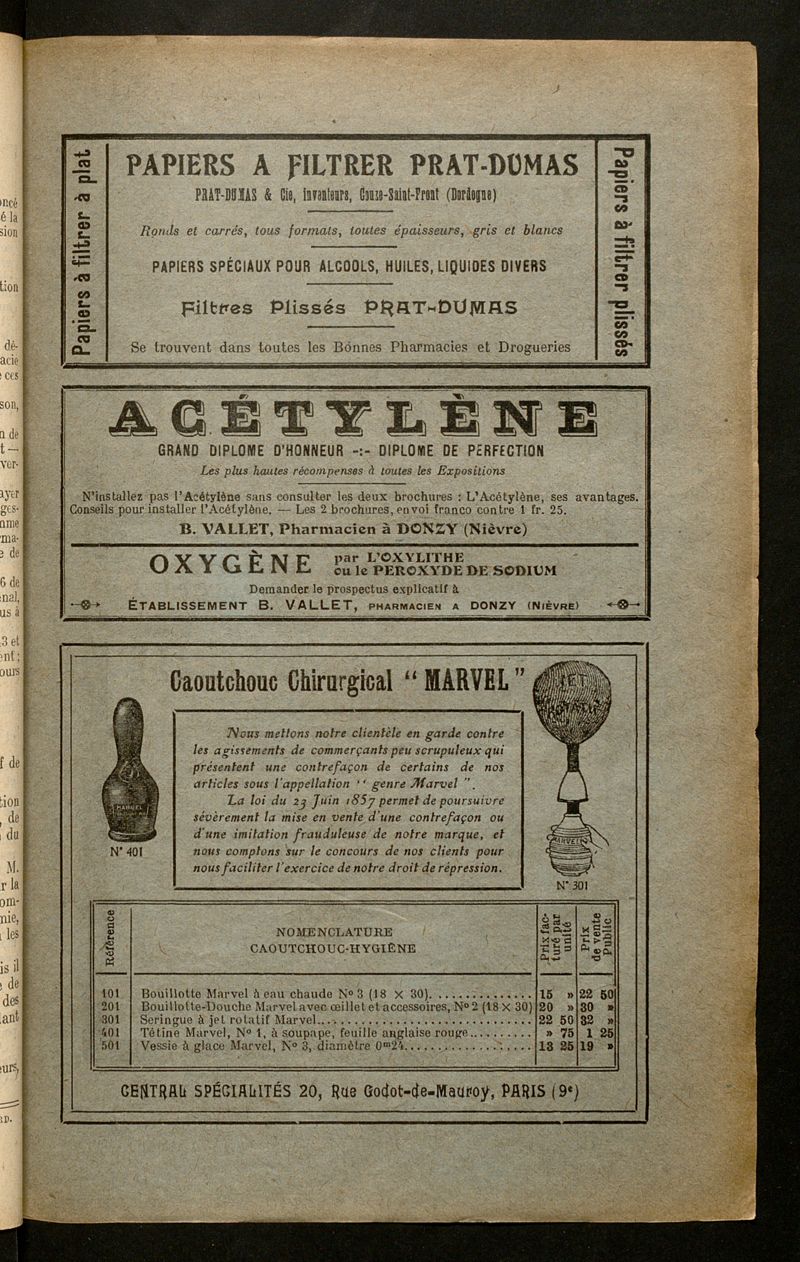 Papiers à filtrer à plat
PAPIERS A FILTRER PRAT-DUMAS
PRAT-DUMAS & Cie, inventeurs, Couze-Saint-Front (Dordogne)
Ronds et carrés, tous formats, toutes épaisseurs, gris et blancs
PAPIERS SPÉCIAUX POUR ALCOOLS, HUILES, LIQUIDES DIVERS
Filtres Plissés PRAT-DUMAS
Se trouvent dans toutes les Bonnes Pharmacies et Drogueries
Papiers à filtrer plissés
ACÉTYLÈNE
GRAND DIPLOME D'HONNEUR -:- DIPLOME DE PERFECTION
Les plus hautes récompenses à toutes les Expositions
N'installez pas l'Acétylène sans consulter les deux brochures : L'Acétylène, ses avantages.
Conseils pour installer l'Acétylène. — Les 2 brochures, envoi franco contre 1 fr. 25.
B. VALLET, Pharmacien à DONZY (Nièvre)
OXYGÈNE par L'OXYLITHE
ou le PEROXYDE DE SODIUM
Demander le prospectus explicatif à
ÉTABLISSEMENT B. VALLET, PHARMACIEN A DONZY (NIÈVRE)
Caoutchouc Chirurgical “ MARVEL ”
Nous mettons notre clientèle en garde contre
les agissements de commerçants peu scrupuleux qui
présentent une contrefaçon de certains de nos
articles sous l'appellation “ genre Marvel ”.
La loi du 23 Juin 1857 permet de poursuivre
sévèrement la mise en vente d'une contrefaçon ou
d'une imitation frauduleuse de notre marque, et
nous comptons sur le concours de nos clients pour
nous faciliter l'exercice de notre droit de répression.
MARVEL
N° 401
JET
ROTATIF
MARVEL
N° 301
Référence
NOMENCLATURE
CAOUTCHOUC-HYGIÈNE
Prix facturé par unité
Prix de vente Public
101 Bouillotte Marvel à eau chaude N° 3 (18 × 30)............... 15 » 22 50
201 Bouillotte-Douche Marvel avec œillet et accessoires, N° 2 (18 × 30) 20 » 30 »
301 Seringue à jet rotatif Marvel............................ 22 50 32 »
401 Tétine Marvel, N° 1, à soupape, feuille anglaise rouge.......... » 75 1 25
501 Vessie à glace Marvel, N° 3, diamètre 0m24.................. 13 25 19 »
CENTRAL SPÉCIALITÉS 20, Rue Godot-de-Mauroy, PARIS (9e)